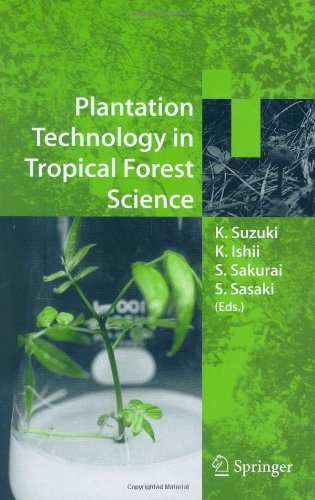 Plantation
Technology in
Tropical Forest
Science
K. Suzuki
K. Ishii
S. Sakurai
S. Sasaki
(Eds.)
Springer